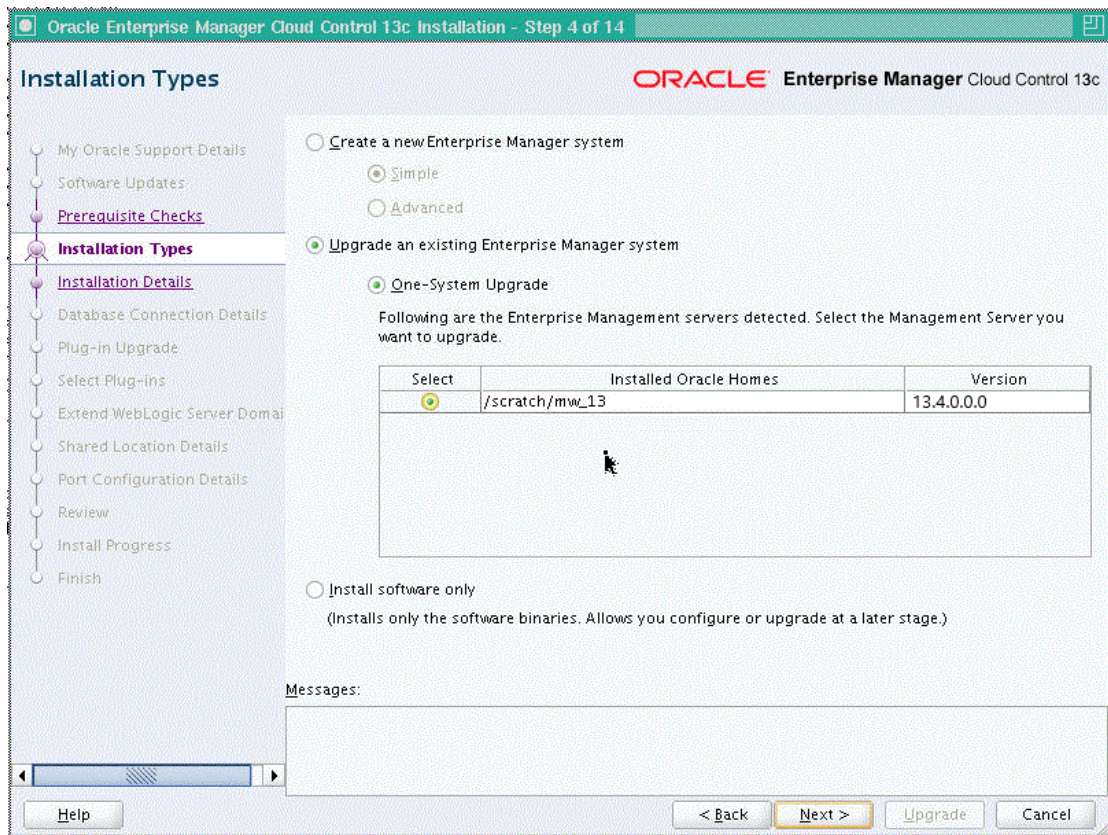 Oracle Enterprise Manager Cloud Control 13c Installation - Step 4 of 14
Installation Types
ORACLE Enterprise Manager Cloud Control 13c
My Oracle Support Details
Software Updates
Prerequisite Checks
Installation Types
Installation Details
Database Connection Details
Plug-in Upgrade
Select Plug-ins
Extend WebLogic Server Domai
Shared Location Details
Port Configuration Details
Review
Install Progress
Finish
Create a new Enterprise Manager system
Simple
Advanced
Upgrade an existing Enterprise Manager system
One-System Upgrade
Following are the Enterprise Management servers detected. Select the Management Server you
want to upgrade.
Select Installed Oracle Homes Version
/scratch/mw_13 13.4.0.0.0
Install software only
(Installs only the software binaries. Allows you configure or upgrade at a later stage.)
Messages:
Help < Back Next > Upgrade Cancel